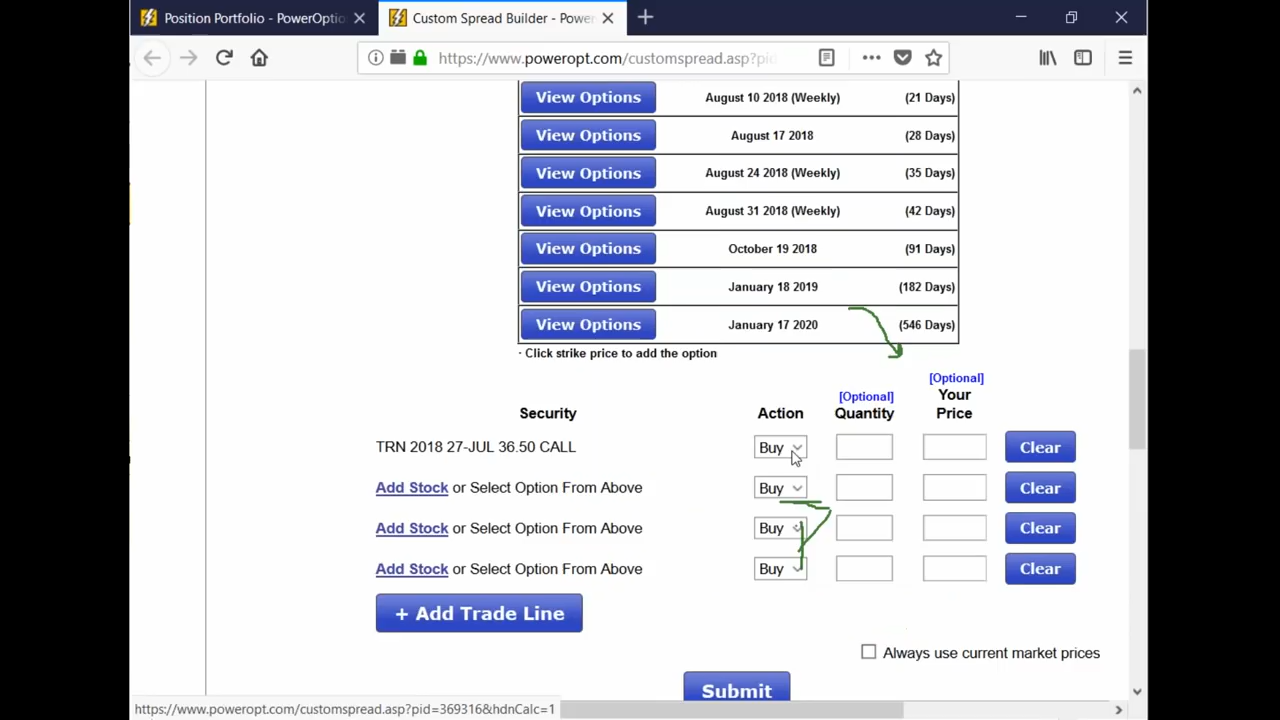 Position Portfolio - PowerOptio
Custom Spread Builder - Power
https://www.poweropt.com/customspread.asp?pid
View Options August 10 2018 (Weekly) (21 Days)
View Options August 17 2018 (28 Days)
View Options August 24 2018 (Weekly) (35 Days)
View Options August 31 2018 (Weekly) (42 Days)
View Options October 19 2018 (91 Days)
View Options January 18 2019 (182 Days)
View Options January 17 2020 (546 Days)
· Click strike price to add the option
[Optional] [Optional]
Security Action Quantity Your Price
TRN 2018 27-JUL 36.50 CALL Buy Clear
Add Stock or Select Option From Above Buy Clear
Add Stock or Select Option From Above Buy Clear
Add Stock or Select Option From Above Buy Clear
+ Add Trade Line
Always use current market prices
Submit
https://www.poweropt.com/customspread.asp?pid=369316&hdnCalc=1